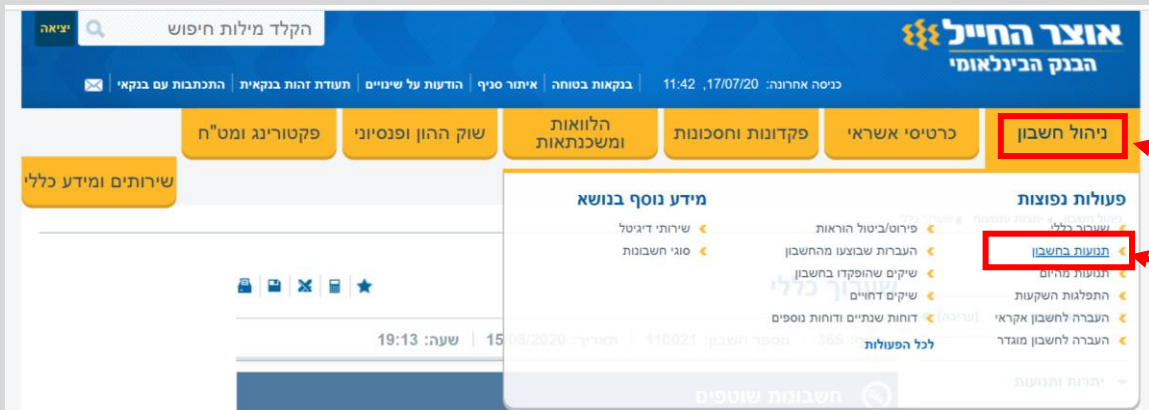 אוצר החייל
הבנק הבינלאומי
הקלד מילות חיפוש
יציאה
כניסה אחרונה: 17/07/20, 11:42
בנקאות בטוחה | איתור סניף | הודעות על שינויים | תעודת זהות בנקאית | התכתבות עם בנקאי
ניהול חשבון
כרטיסי אשראי
פקדונות וחסכונות
הלוואות
ומשכנתאות
שוק ההון ופנסיוני
פקטורינג ומט"ח
שירותים ומידע כללי
פעולות נפוצות
שערוך כללי
תנועות בחשבון
תנועות מהיום
התפלגות השקעות
העברה לחשבון אקראי
העברה לחשבון מוגדר
פירוט/ביטול הוראות
העברות שבוצעו מהחשבון
שיקים שהופקדו בחשבון
שיקים דחויים
דוחות שנתיים ודוחות נוספים
לכל הפעולות
מידע נוסף בנושא
שירותי דיגיטל
סוגי חשבונות
שערוך כללי
מספר חשבון: 110021 | תאריך: 15/08/2020 | שעה: 19:13
חשבונות שוטפים
יתרות ותנועות